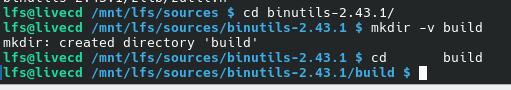 lfs@livecd /mnt/lfs/sources $ cd binutils-2.43.1/
lfs@livecd /mnt/lfs/sources/binutils-2.43.1 $ mkdir -v build
mkdir: created directory 'build'
lfs@livecd /mnt/lfs/sources/binutils-2.43.1 $ cd       build
lfs@livecd /mnt/lfs/sources/binutils-2.43.1/build $